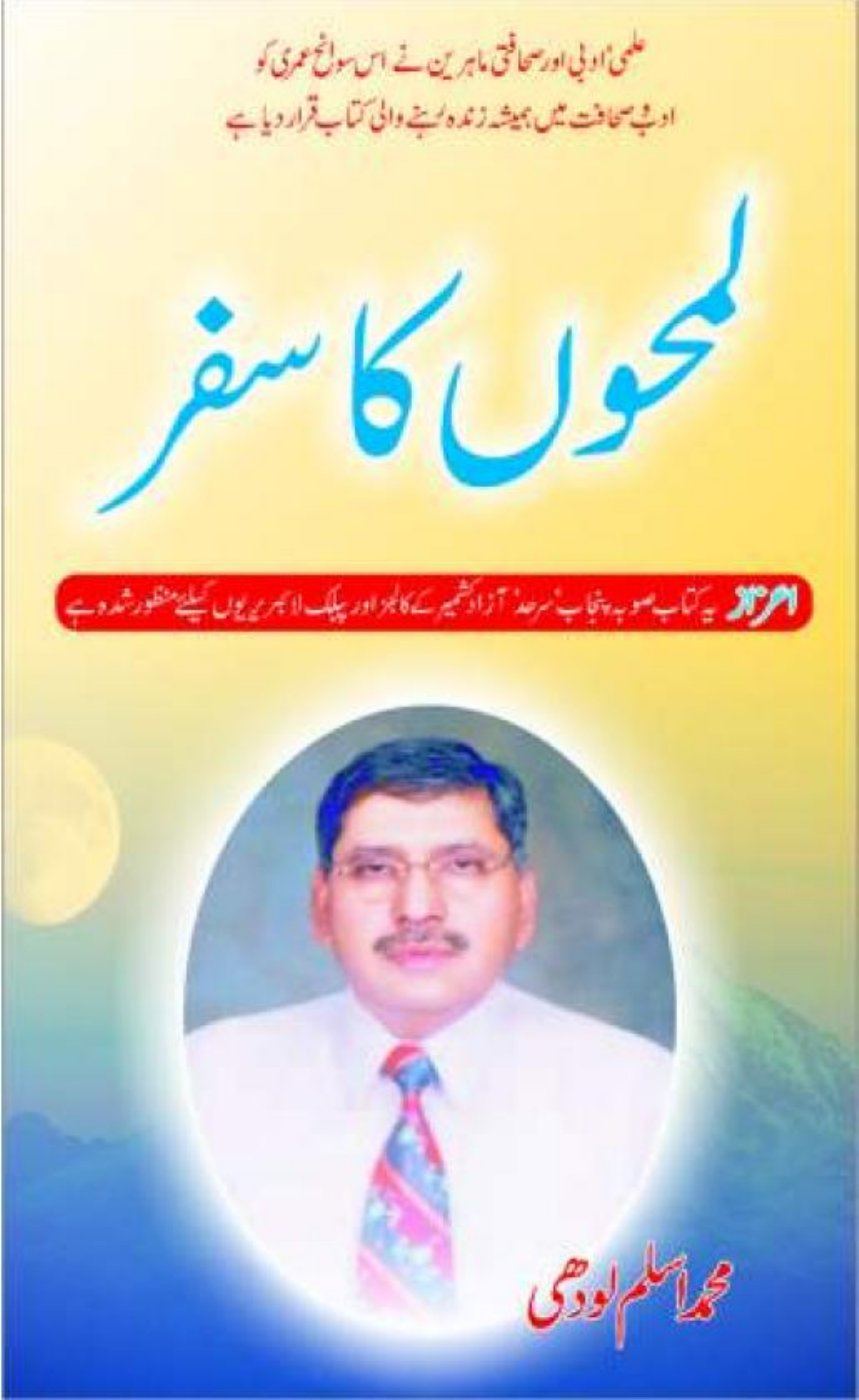 علمی'ادبی اور صحافتی ماہرین نے اس سوانح عمری کو
ادب صحافت میں ہمیشہ زندہ رہنے والی کتاب قرار دیا ہے
لمحوں کا سفر
اعزاز یہ کتاب صوبہ پنجاب'سرحد' آزاد کشمیر کے کالجز اور پبلک لائبریریوں کیلئے منظور شدہ ہے
محمد اسلم لودھی